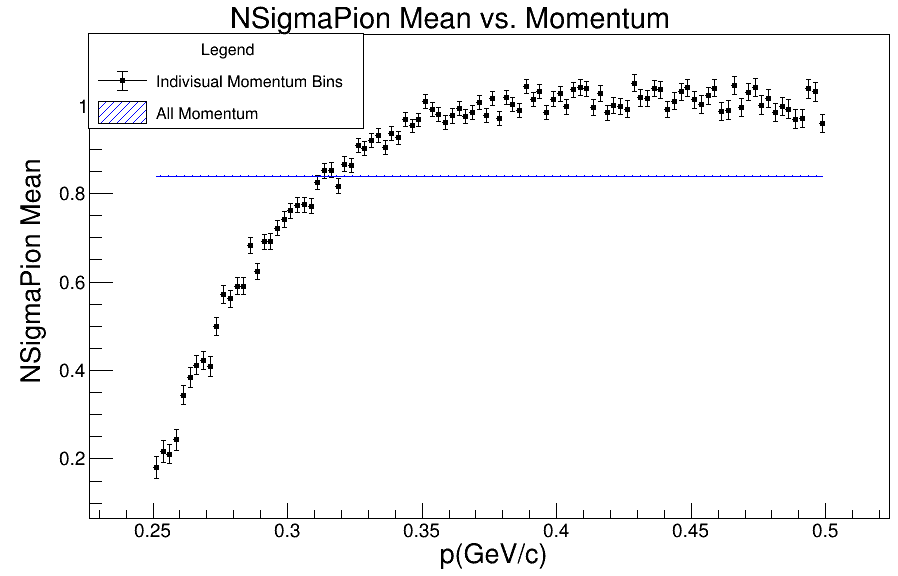 NSigmaPion Mean vs. Momentum
Legend
Indivisual Momentum Bins
All Momentum
NSigmaPion Mean
1
0.8
0.6
0.4
0.2
0.25 0.3 0.35 0.4 0.45 0.5
p(GeV/c)